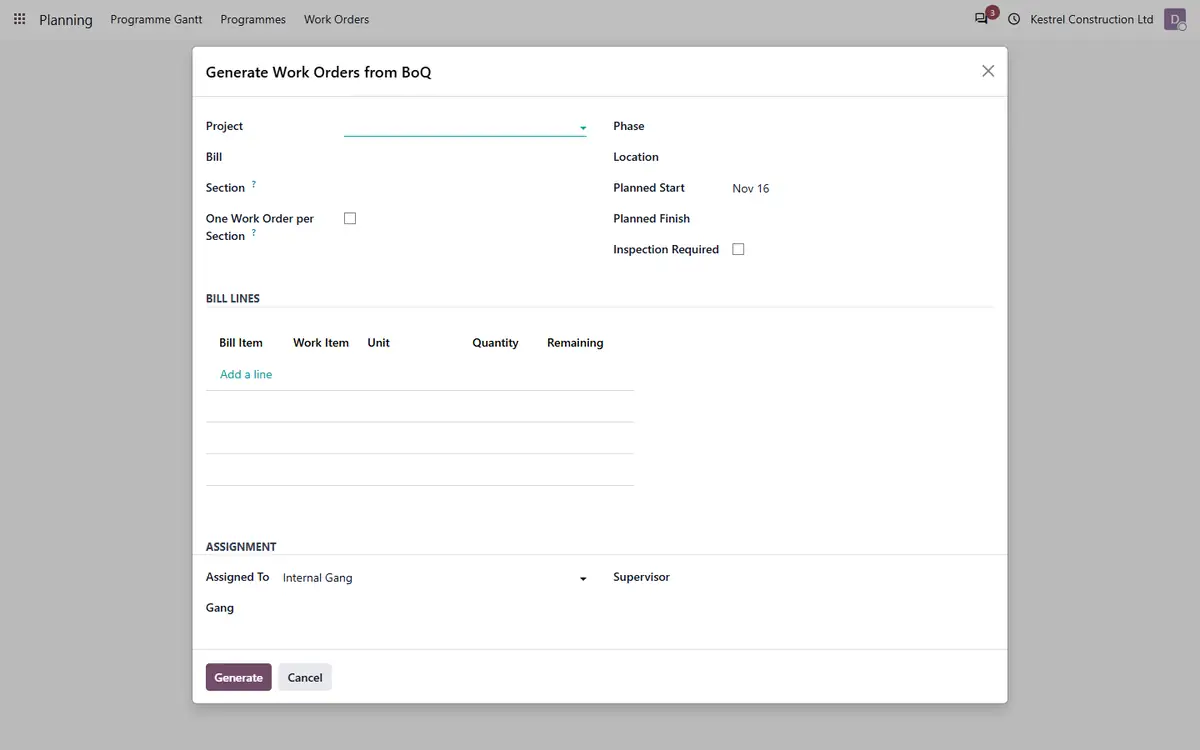 Planning Programme Gantt Programmes Work Orders 3 Kestrel Construction Ltd D
Generate Work Orders from BoQ
Project
Bill
Section ?
One Work Order per
Section ?
Phase
Location
Planned Start Nov 16
Planned Finish
Inspection Required
BILL LINES
Bill Item Work Item Unit Quantity Remaining
Add a line
ASSIGNMENT
Assigned To Internal Gang
Gang
Supervisor
Generate Cancel